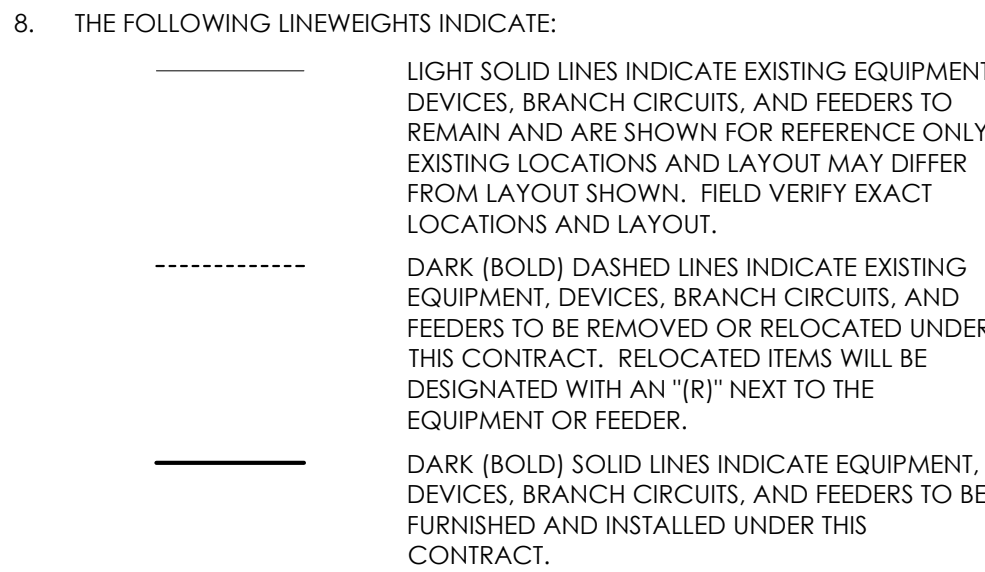 8. THE FOLLOWING LINEWEIGHTS INDICATE:
LIGHT SOLID LINES INDICATE EXISTING EQUIPMENT
DEVICES, BRANCH CIRCUITS, AND FEEDERS TO
REMAIN AND ARE SHOWN FOR REFERENCE ONLY
EXISTING LOCATIONS AND LAYOUT MAY DIFFER
FROM LAYOUT SHOWN. FIELD VERIFY EXACT
LOCATIONS AND LAYOUT.
DARK (BOLD) DASHED LINES INDICATE EXISTING
EQUIPMENT, DEVICES, BRANCH CIRCUITS, AND
FEEDERS TO BE REMOVED OR RELOCATED UNDER
THIS CONTRACT. RELOCATED ITEMS WILL BE
DESIGNATED WITH AN "(R)" NEXT TO THE
EQUIPMENT OR FEEDER.
DARK (BOLD) SOLID LINES INDICATE EQUIPMENT,
DEVICES, BRANCH CIRCUITS, AND FEEDERS TO BE
FURNISHED AND INSTALLED UNDER THIS
CONTRACT.